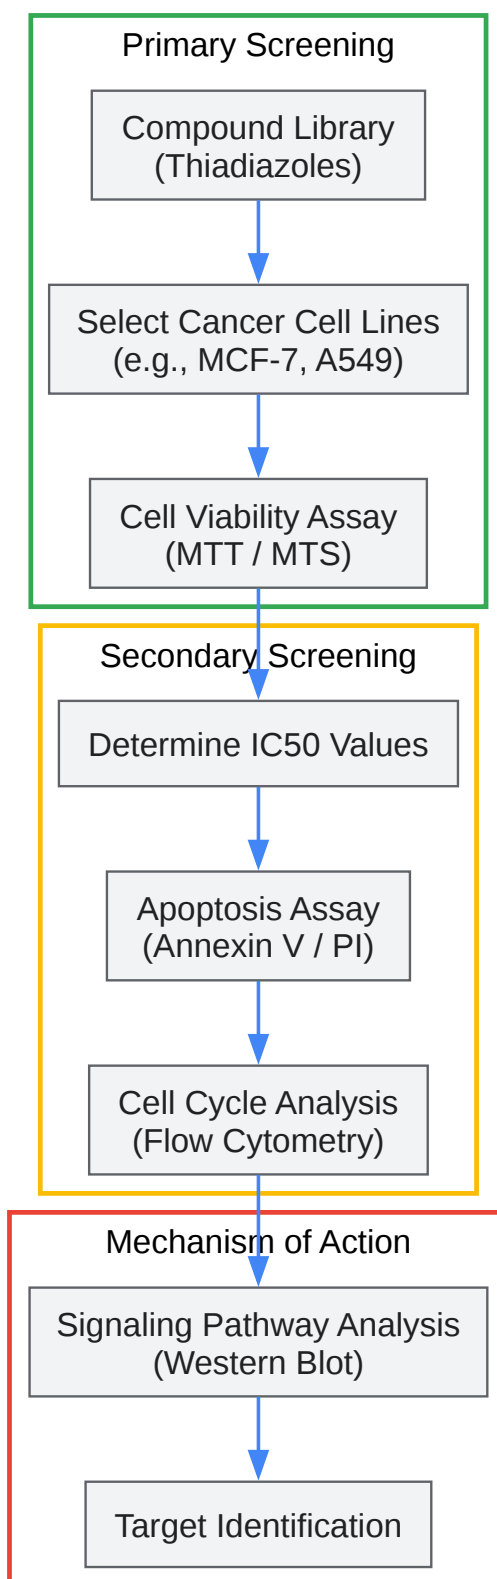 Primary Screening
Compound Library
(Thiadiazoles)
Select Cancer Cell Lines
(e.g., MCF-7, A549)
Cell Viability Assay
(MTT / MTS)
Secondary Screening
Determine IC50 Values
Apoptosis Assay
(Annexin V / PI)
Cell Cycle Analysis
(Flow Cytometry)
Mechanism of Action
Signaling Pathway Analysis
(Western Blot)
Target Identification